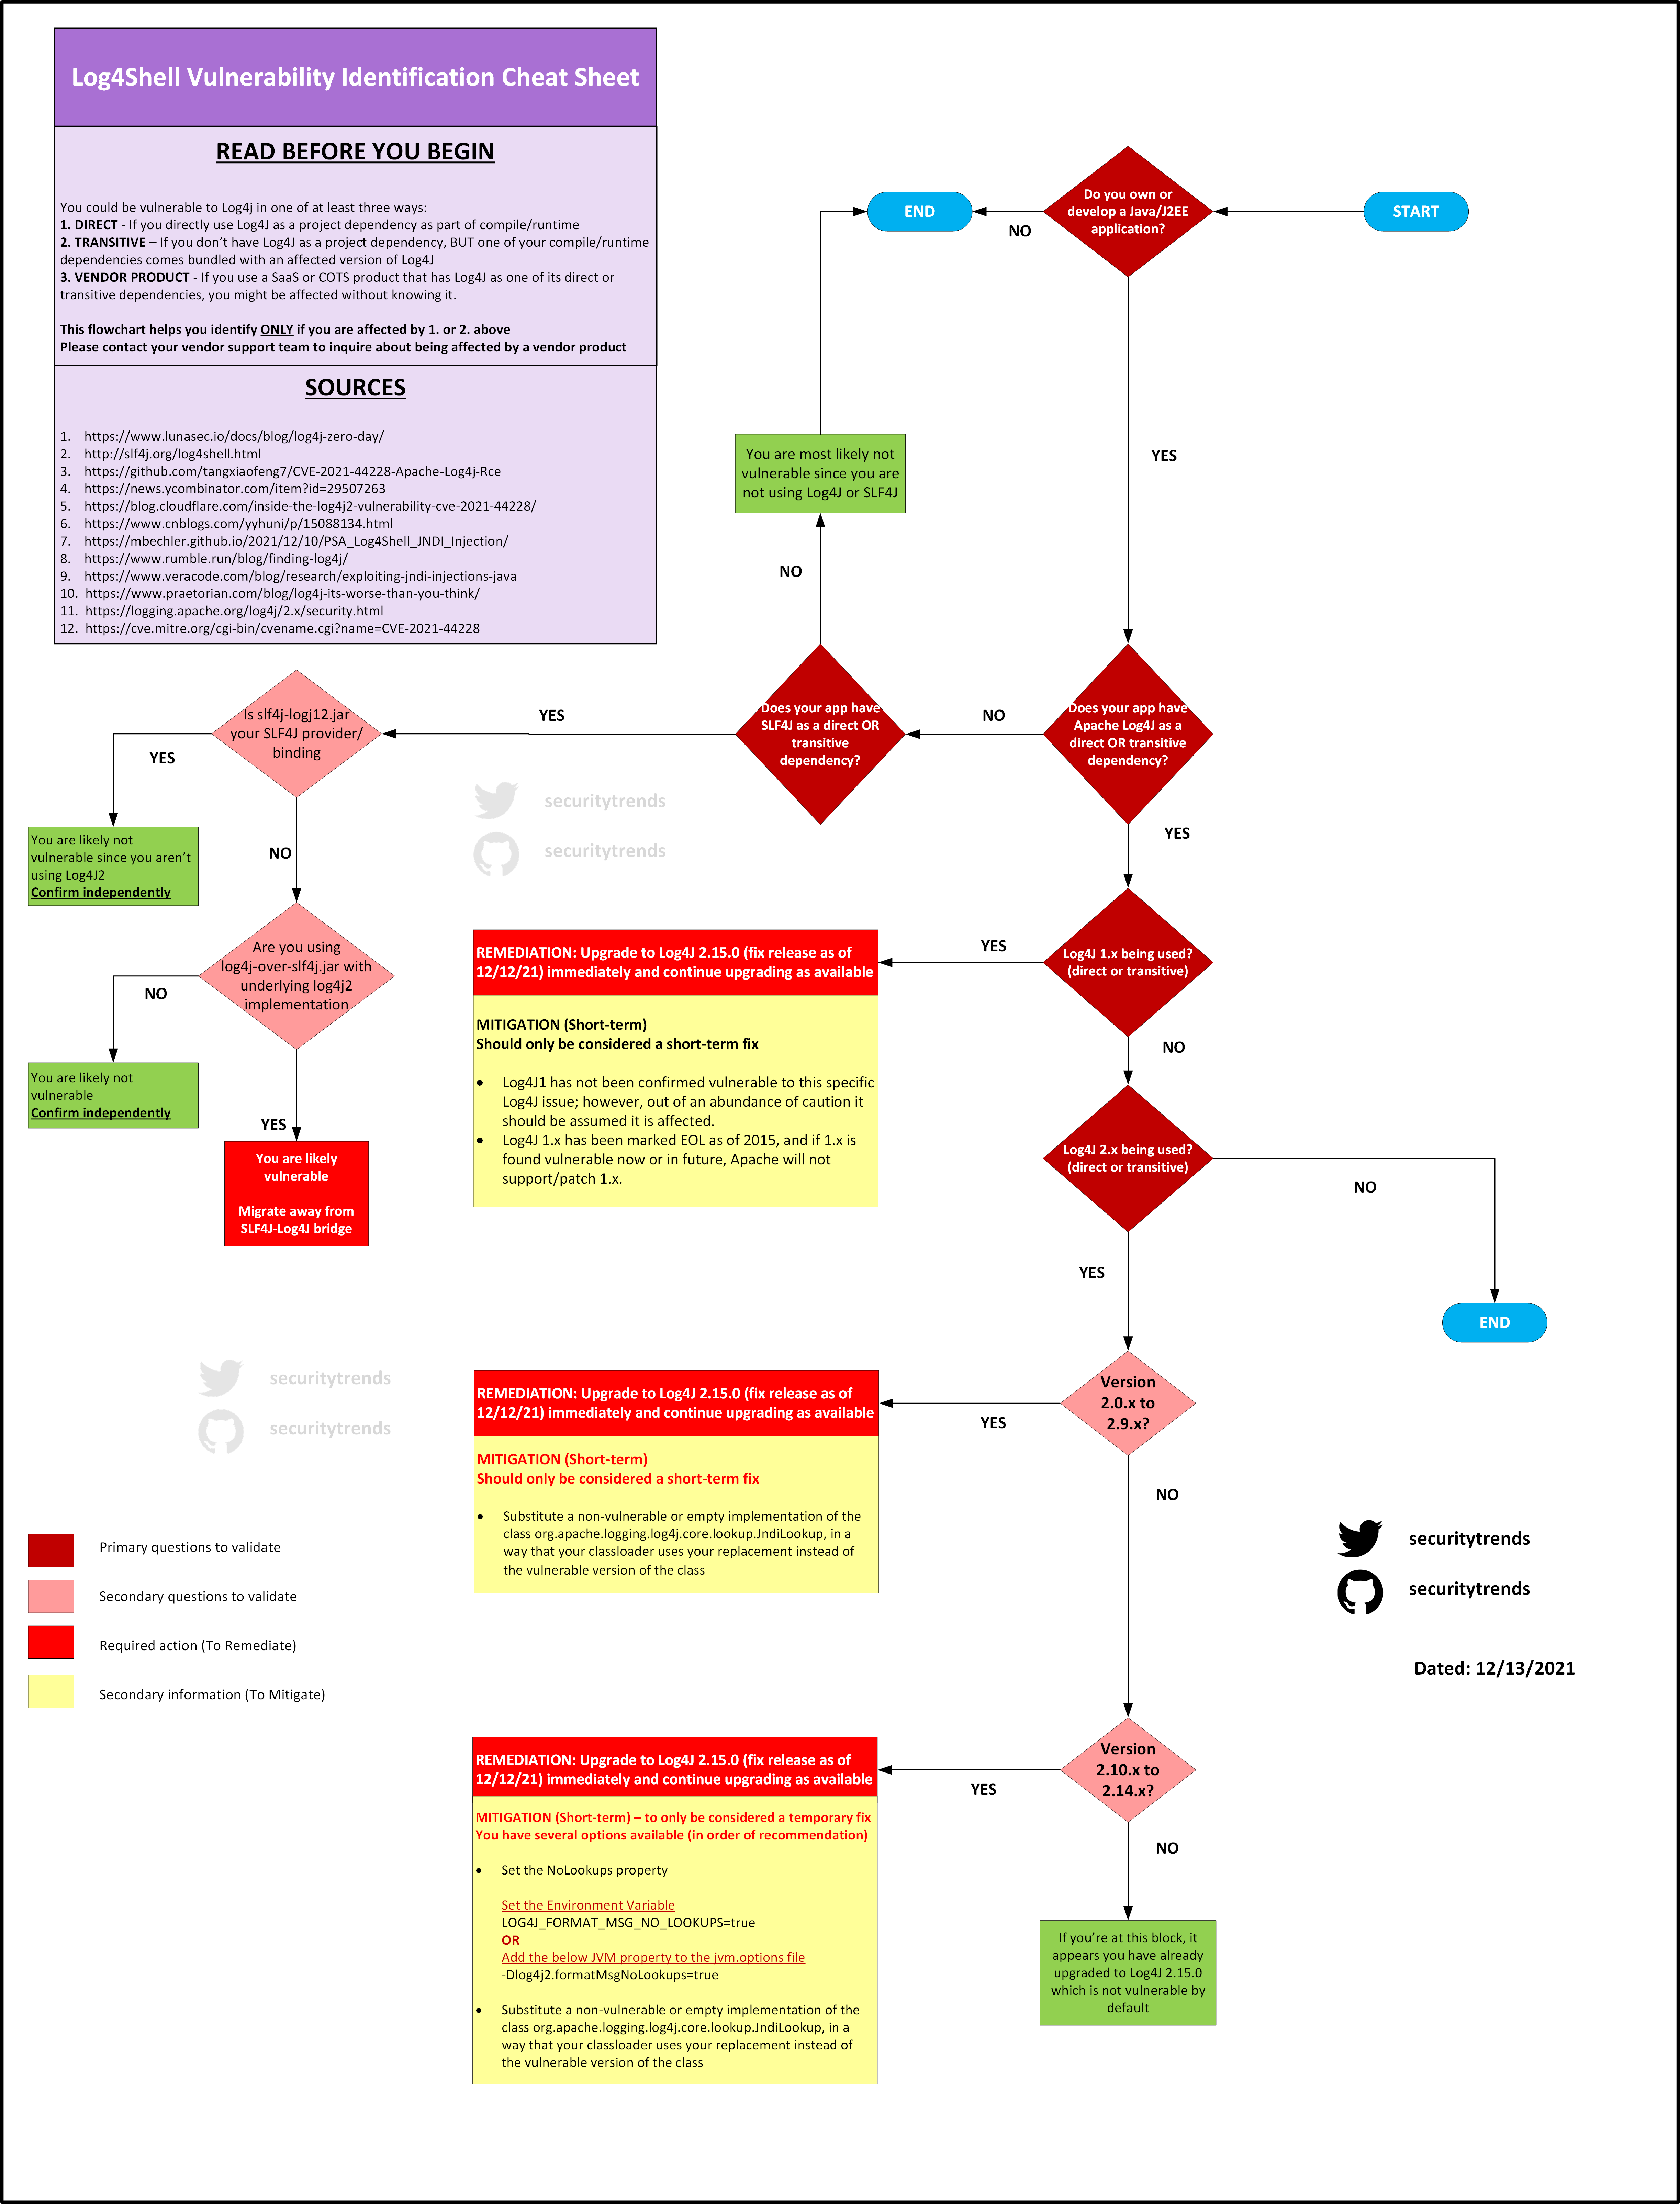 Log4Shell Vulnerability Identification Cheat Sheet
READ BEFORE YOU BEGIN
You could be vulnerable to Log4j in one of at least three ways:
1. DIRECT - If you directly use Log4J as a project dependency as part of compile/runtime
2. TRANSITIVE – If you don't have Log4J as a project dependency, BUT one of your compile/runtime
dependencies comes bundled with an affected version of Log4J
3. VENDOR PRODUCT - If you use a SaaS or COTS product that has Log4J as one of its direct or
transitive dependencies, you might be affected without knowing it.
This flowchart helps you identify ONLY if you are affected by 1. or 2. above
Please contact your vendor support team to inquire about being affected by a vendor product
SOURCES
1. https://www.lunasec.io/docs/blog/log4j-zero-day/
2. http://slf4j.org/log4shell.html
3. https://github.com/tangxiaofeng7/CVE-2021-44228-Apache-Log4j-Rce
4. https://news.ycombinator.com/item?id=29507263
5. https://blog.cloudflare.com/inside-the-log4j2-vulnerability-cve-2021-44228/
6. https://www.cnblogs.com/yyhuni/p/15088134.html
7. https://mbechler.github.io/2021/12/10/PSA_Log4Shell_JNDI_Injection/
8. https://www.rumble.run/blog/finding-log4j/
9. https://www.veracode.com/blog/research/exploiting-jndi-injections-java
10. https://www.praetorian.com/blog/log4j-its-worse-than-you-think/
11. https://logging.apache.org/log4j/2.x/security.html
12. https://cve.mitre.org/cgi-bin/cvename.cgi?name=CVE-2021-44228
START
Do you own or
develop a Java/J2EE
application?
NO
END
YES
You are most likely not
vulnerable since you are
not using Log4J or SLF4J
NO
Does your app have
Apache Log4J as a
direct OR transitive
dependency?
NO
Does your app have
SLF4J as a direct OR
transitive
dependency?
YES
Is slf4j-logj12.jar
your SLF4J provider/
binding
YES
You are likely not
vulnerable since you aren't
using Log4J2
Confirm independently
NO
Are you using
log4j-over-slf4j.jar with
underlying log4j2
implementation
NO
You are likely not
vulnerable
Confirm independently
YES
You are likely
vulnerable
Migrate away from
SLF4J-Log4J bridge
securitytrends
securitytrends
YES
Log4J 1.x being used?
(direct or transitive)
YES
REMEDIATION: Upgrade to Log4J 2.15.0 (fix release as of
12/12/21) immediately and continue upgrading as available
MITIGATION (Short-term)
Should only be considered a short-term fix
● Log4J1 has not been confirmed vulnerable to this specific
Log4J issue; however, out of an abundance of caution it
should be assumed it is affected.
● Log4J 1.x has been marked EOL as of 2015, and if 1.x is
found vulnerable now or in future, Apache will not
support/patch 1.x.
NO
Log4J 2.x being used?
(direct or transitive)
NO
END
YES
Version
2.0.x to
2.9.x?
YES
REMEDIATION: Upgrade to Log4J 2.15.0 (fix release as of
12/12/21) immediately and continue upgrading as available
MITIGATION (Short-term)
Should only be considered a short-term fix
● Substitute a non-vulnerable or empty implementation of the
class org.apache.logging.log4j.core.lookup.JndiLookup, in a
way that your classloader uses your replacement instead of
the vulnerable version of the class
NO
securitytrends
securitytrends
Primary questions to validate
Secondary questions to validate
Required action (To Remediate)
Secondary information (To Mitigate)
securitytrends
securitytrends
Dated: 12/13/2021
Version
2.10.x to
2.14.x?
YES
REMEDIATION: Upgrade to Log4J 2.15.0 (fix release as of
12/12/21) immediately and continue upgrading as available
MITIGATION (Short-term) – to only be considered a temporary fix
You have several options available (in order of recommendation)
● Set the NoLookups property
Set the Environment Variable
LOG4J_FORMAT_MSG_NO_LOOKUPS=true
OR
Add the below JVM property to the jvm.options file
-Dlog4j2.formatMsgNoLookups=true
● Substitute a non-vulnerable or empty implementation of the
class org.apache.logging.log4j.core.lookup.JndiLookup, in a
way that your classloader uses your replacement instead of
the vulnerable version of the class
NO
If you're at this block, it
appears you have already
upgraded to Log4J 2.15.0
which is not vulnerable by
default